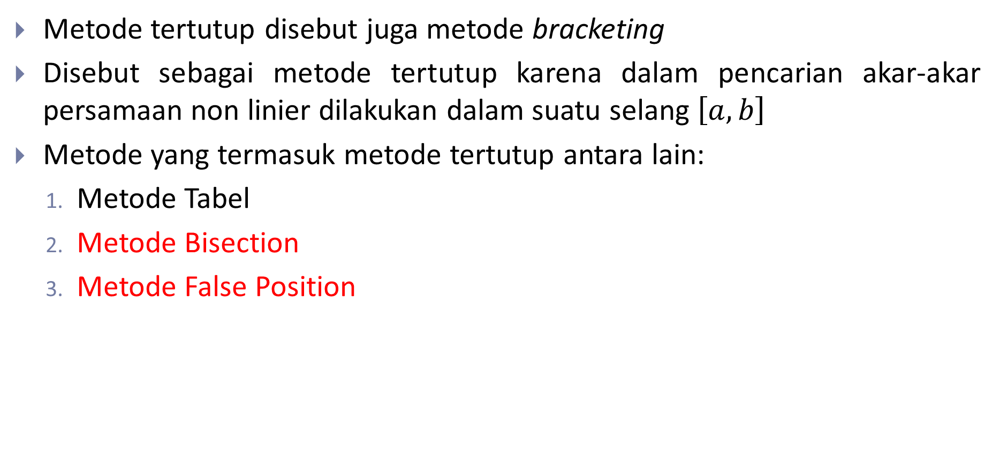 Metode tertutup disebut juga metode bracketing
Disebut sebagai metode tertutup karena dalam pencarian akar-akar
persamaan non linier dilakukan dalam suatu selang [a, b]
Metode yang termasuk metode tertutup antara lain:
1. Metode Tabel
2. Metode Bisection
3. Metode False Position